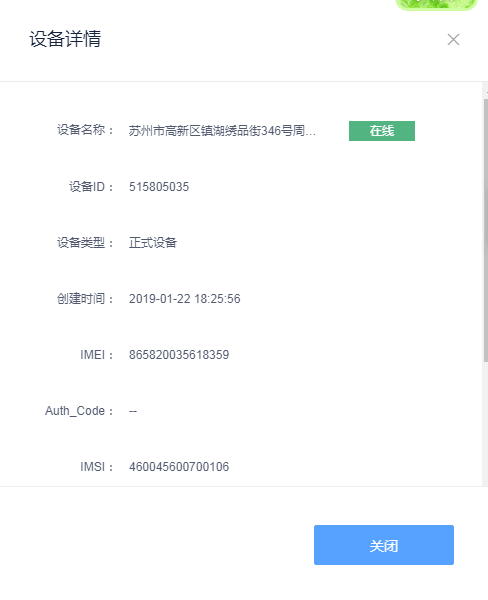 设备详情
设备名称： 苏州市高新区镇湖绣品街346号周... 在线
设备ID： 515805035
设备类型： 正式设备
创建时间： 2019-01-22 18:25:56
IMEI： 865820035618359
Auth_Code： --
IMSI： 460045600700106
关闭